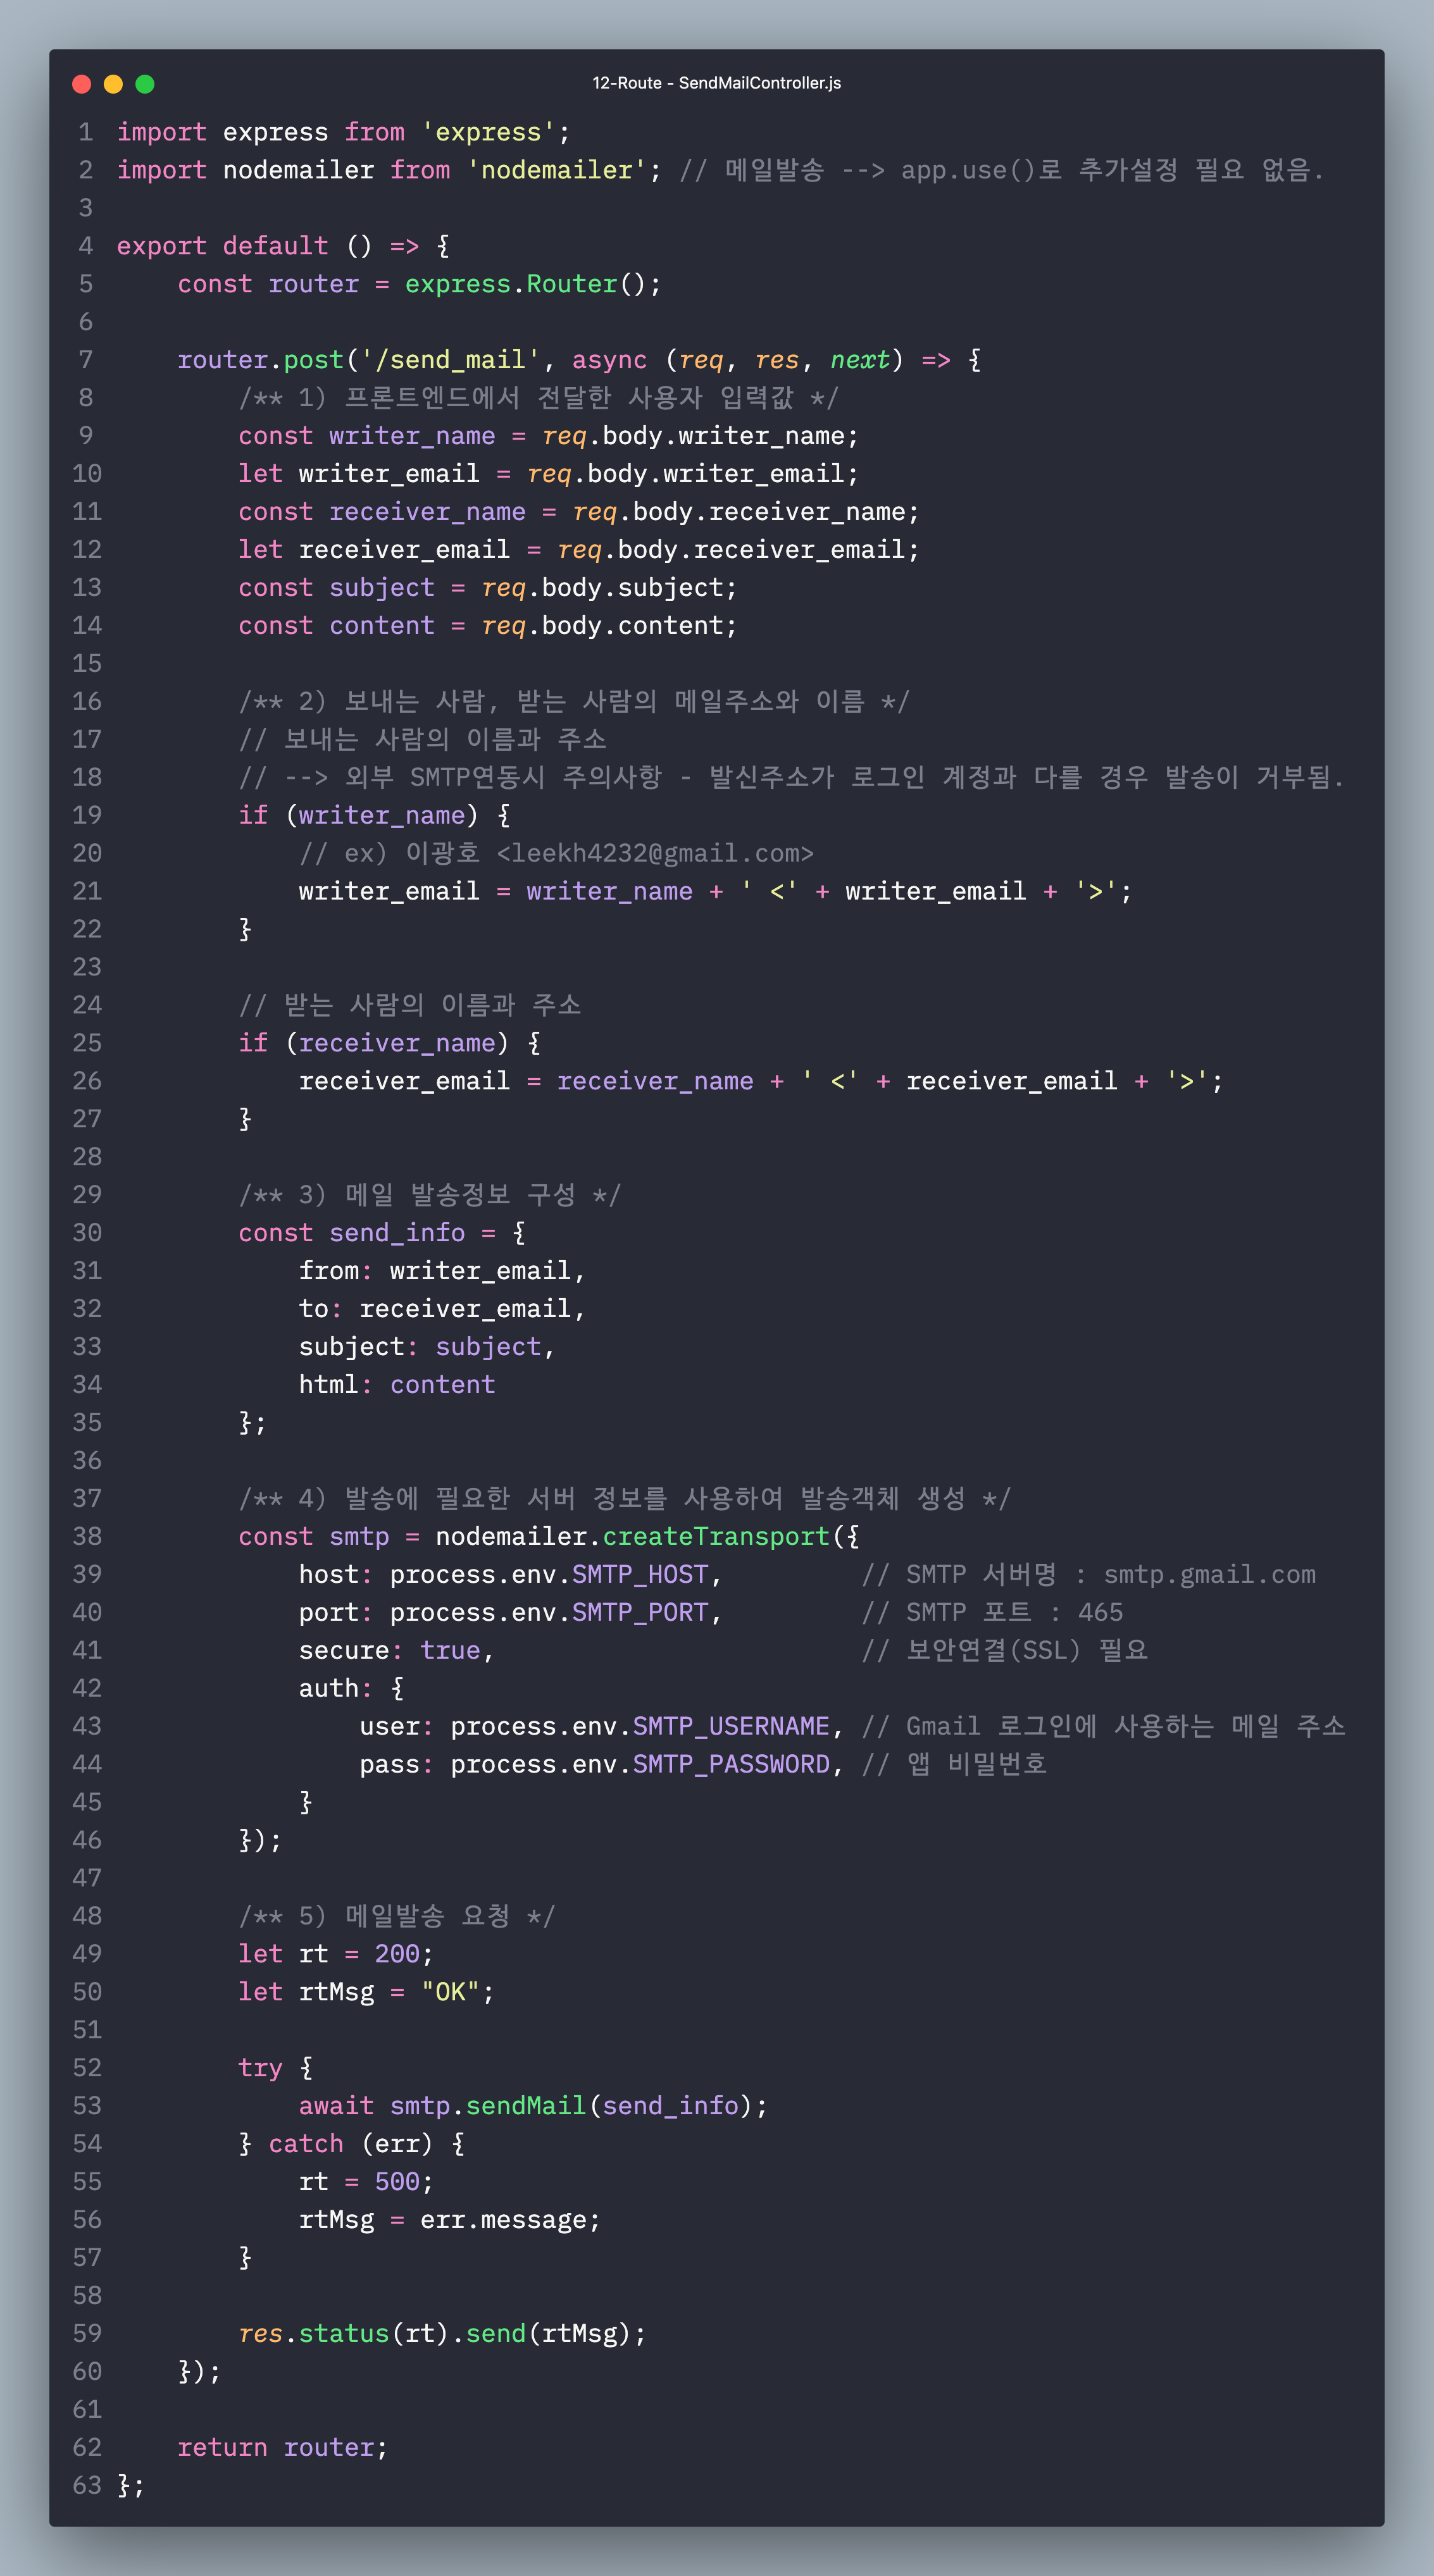 12-Route - SendMailController.js
1 import express from 'express';
2 import nodemailer from 'nodemailer'; // 메일발송 --> app.use()로 추가설정 필요 없음.
3
4 export default () => {
5     const router = express.Router();
6
7     router.post('/send_mail', async (req, res, next) => {
8         /** 1) 프론트엔드에서 전달한 사용자 입력값 */
9         const writer_name = req.body.writer_name;
10         let writer_email = req.body.writer_email;
11         const receiver_name = req.body.receiver_name;
12         let receiver_email = req.body.receiver_email;
13         const subject = req.body.subject;
14         const content = req.body.content;
15
16         /** 2) 보내는 사람, 받는 사람의 메일주소와 이름 */
17         // 보내는 사람의 이름과 주소
18         // --> 외부 SMTP연동시 주의사항 - 발신주소가 로그인 계정과 다를 경우 발송이 거부됨.
19         if (writer_name) {
20             // ex) 이광호 <leekh4232@gmail.com>
21             writer_email = writer_name + ' <' + writer_email + '>';
22         }
23
24         // 받는 사람의 이름과 주소
25         if (receiver_name) {
26             receiver_email = receiver_name + ' <' + receiver_email + '>';
27         }
28
29         /** 3) 메일 발송정보 구성 */
30         const send_info = {
31             from: writer_email,
32             to: receiver_email,
33             subject: subject,
34             html: content
35         };
36
37         /** 4) 발송에 필요한 서버 정보를 사용하여 발송객체 생성 */
38         const smtp = nodemailer.createTransport({
39             host: process.env.SMTP_HOST,         // SMTP 서버명 : smtp.gmail.com
40             port: process.env.SMTP_PORT,         // SMTP 포트 : 465
41             secure: true,                        // 보안연결(SSL) 필요
42             auth: {
43                 user: process.env.SMTP_USERNAME, // Gmail 로그인에 사용하는 메일 주소
44                 pass: process.env.SMTP_PASSWORD, // 앱 비밀번호
45             }
46         });
47
48         /** 5) 메일발송 요청 */
49         let rt = 200;
50         let rtMsg = "OK";
51
52         try {
53             await smtp.sendMail(send_info);
54         } catch (err) {
55             rt = 500;
56             rtMsg = err.message;
57         }
58
59         res.status(rt).send(rtMsg);
60     });
61
62     return router;
63 };